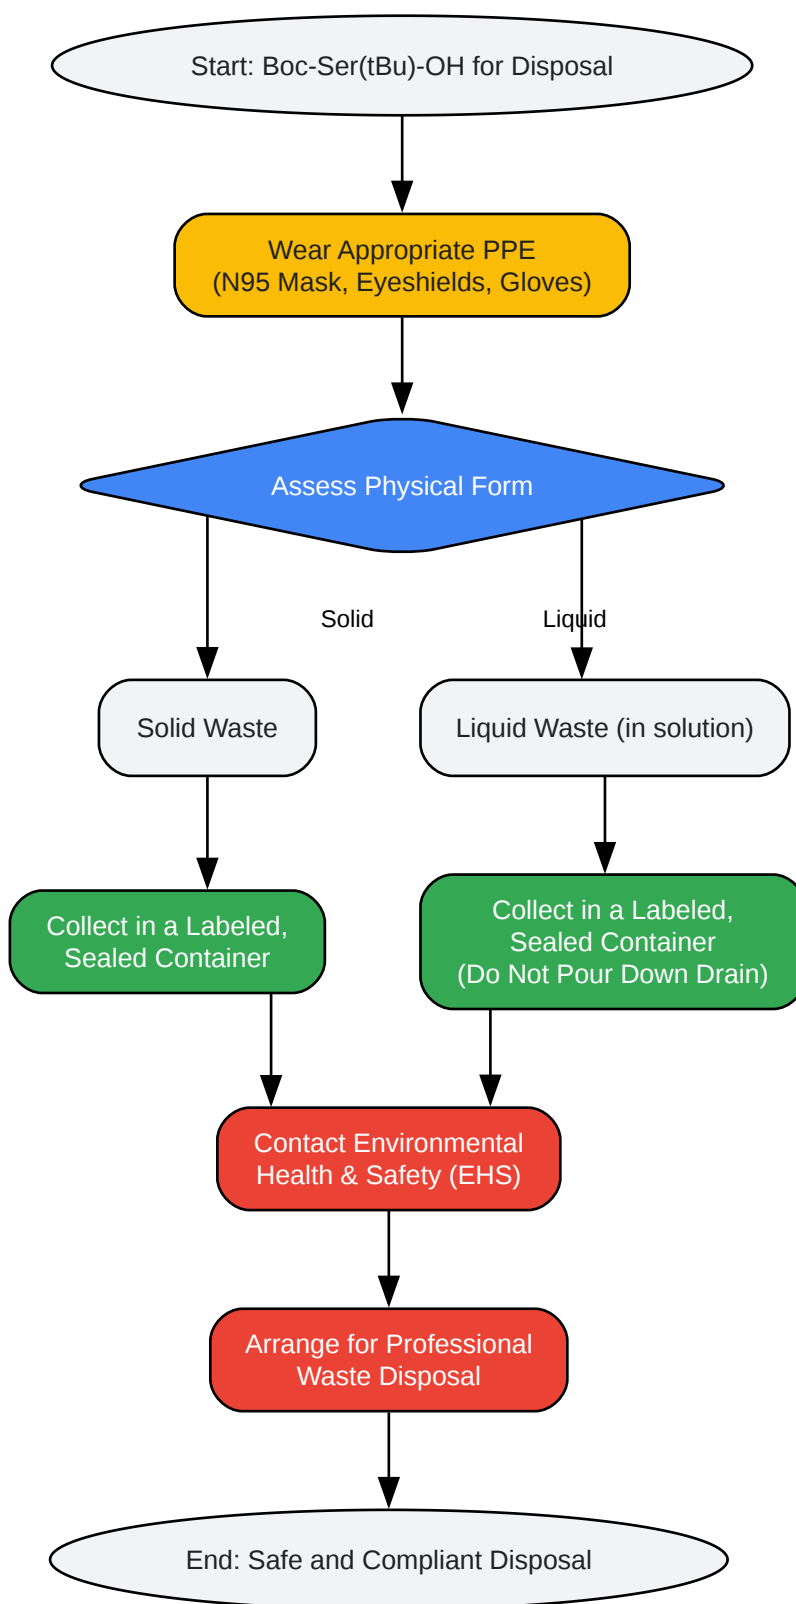 Start: Boc-Ser(tBu)-OH for Disposal
Wear Appropriate PPE
(N95 Mask, Eyeshields, Gloves)
Assess Physical Form
Solid
Liquid
Solid Waste
Liquid Waste (in solution)
Collect in a Labeled,
Sealed Container
Collect in a Labeled,
Sealed Container
(Do Not Pour Down Drain)
Contact Environmental
Health & Safety (EHS)
Arrange for Professional
Waste Disposal
End: Safe and Compliant Disposal